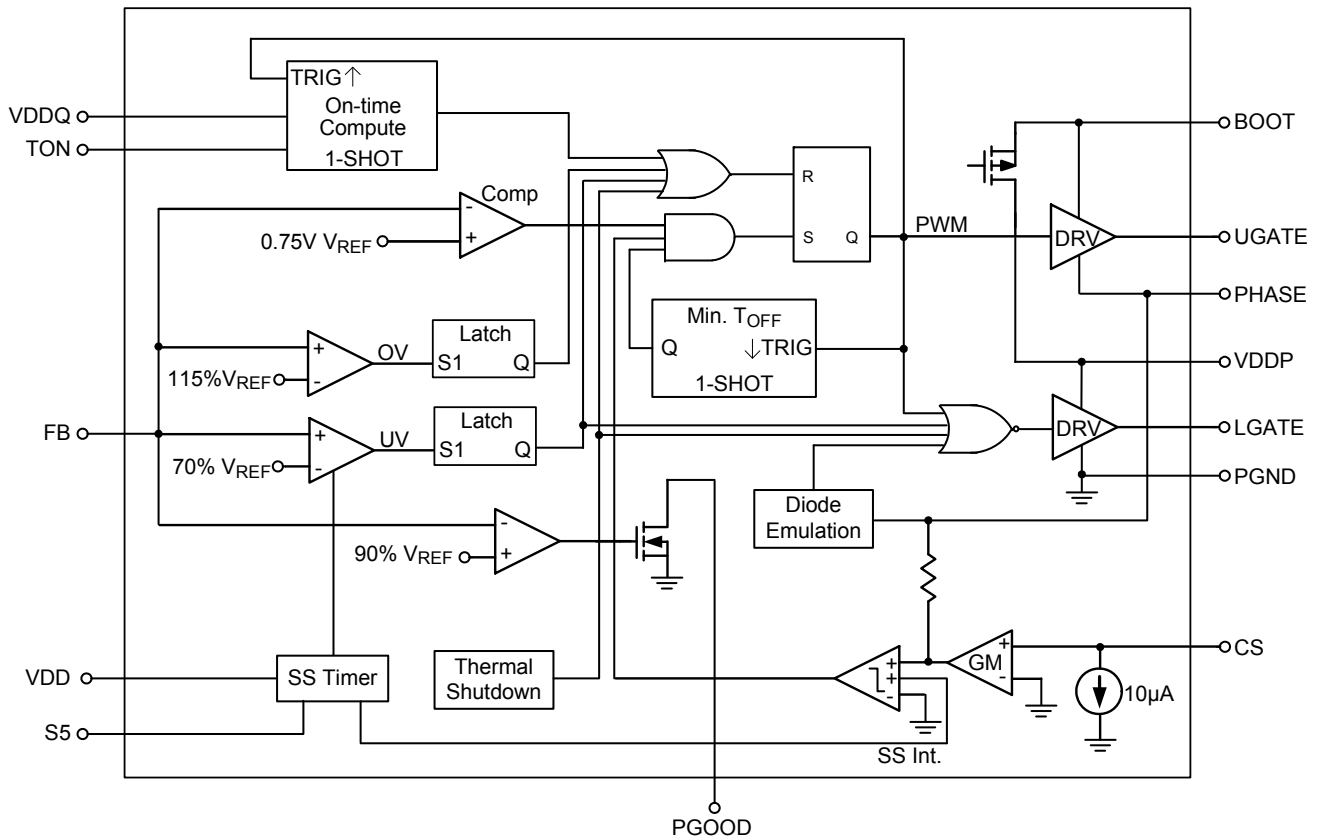 TRIG↑
On-time
Compute
1-SHOT
VDDQ
TON
BOOT
Comp
R
S
Q
PWM
DRV
UGATE
0.75V VREF
PHASE
Min. TOFF
Q
↓TRIG
1-SHOT
Latch
OV
S1
Q
115%VREF
VDDP
Latch
UV
S1
Q
FB
70% VREF
DRV
LGATE
PGND
Diode
Emulation
90% VREF
VDD
SS Timer
Thermal
Shutdown
GM
CS
10µA
S5
SS Int.
PGOOD
+
-
+
-
+
-
-
+
+
+
-
+
-